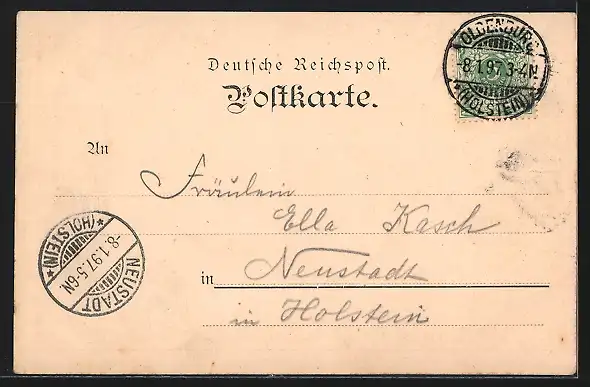 OLDENBURG
8.1.97.3-4N.
*(HOLSTEIN)*
Deutsche Reichspost.
Postkarte.
An
Fräulein
Ella Kasch
in Neustadt
in Holstein
NEUSTADT
-8.1.97.5-6N
*(HOLSTEIN)*